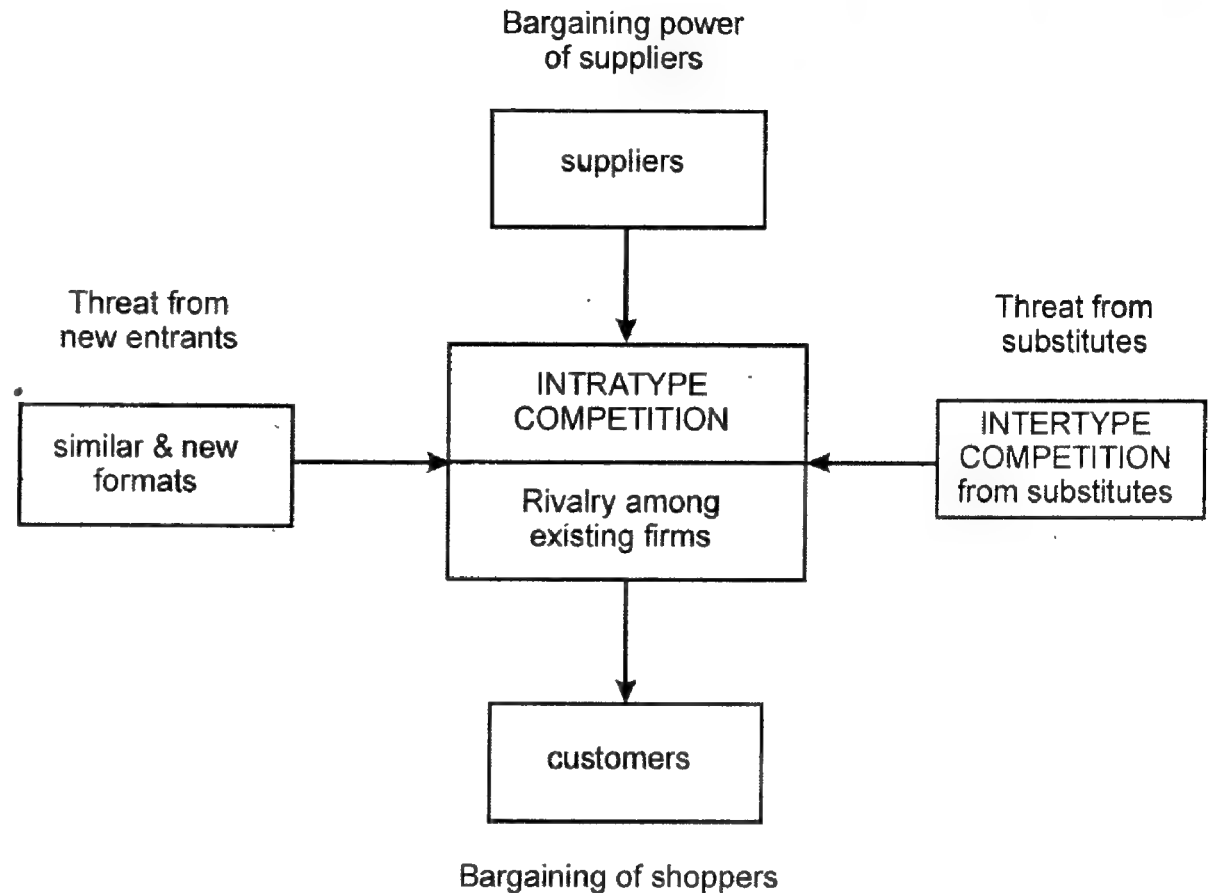 Bargaining power
of suppliers
suppliers
Threat from
new entrants
Threat from
substitutes
INTRATYPE
COMPETITION
similar & new
formats
INTERTYPE
COMPETITION
from substitutes
Rivalry among
existing firms
customers
Bargaining of shoppers